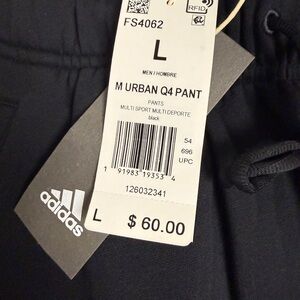 RFID
FS4062
L
MEN / HOMBRE
M URBAN Q4 PANT
PANTS
MULTI SPORT MULTI DEPORTE
black
54
696
UPC
1 91983 19353 4
126032341
L $ 60.00
adidas